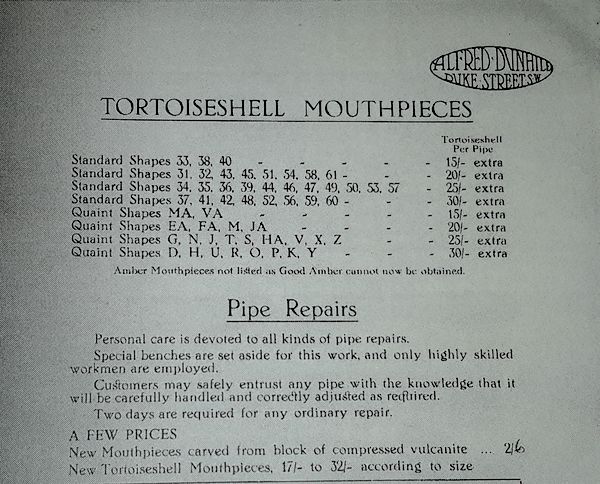 ALFRED·DUNHILL
DUKE·STREET·S.W.
TORTOISESHELL MOUTHPIECES
Tortoiseshell
Per Pipe
Standard Shapes 33, 38, 40 - - - - - 15/- extra
Standard Shapes 31, 32, 43, 45, 51, 54, 58, 61 - - - 20/- extra
Standard Shapes 34, 35, 36, 39, 44, 46, 47, 49, 50, 53, 57 - 25/- extra
Standard Shapes 37, 41, 42, 48, 52, 56, 59, 60 - - - 30/- extra
Quaint Shapes MA, VA - - - - - 15/- extra
Quaint Shapes EA, FA, M, JA - - - - 20/- extra
Quaint Shapes G, N, J, T, S, HA, V, X, Z - - 25/- extra
Quaint Shapes D, H, U, R, O, P, K, Y - - - 30/- extra
Amber Mouthpieces not listed as Good Amber cannot now be obtained.
Pipe Repairs
Personal care is devoted to all kinds of pipe repairs.
Special benches are set aside for this work, and only highly skilled
workmen are employed.
Customers may safely entrust any pipe with the knowledge that it
will be carefully handled and correctly adjusted as required.
Two days are required for any ordinary repair.
A FEW PRICES
New Mouthpieces carved from block of compressed vulcanite ... 2/6
New Tortoiseshell Mouthpieces, 17/- to 32/- according to size